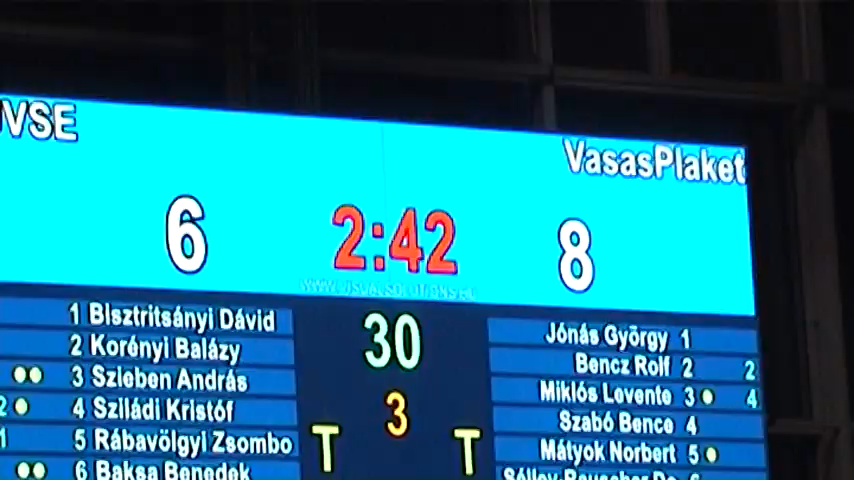 VSE
VasasPlaket
6 2:42 8
30
3
T T
1 Bisztritsányi Dávid
2 Korényi Balázy
3 Szieben András
2 4 Sziládi Kristóf
1 5 Rábavölgyi Zsombo
6 Baksa Benedek
Jónás György 1
Bencz Rolf 2 2
Miklós Levente 3 4
Szabó Bence 4
Mátyok Norbert 5